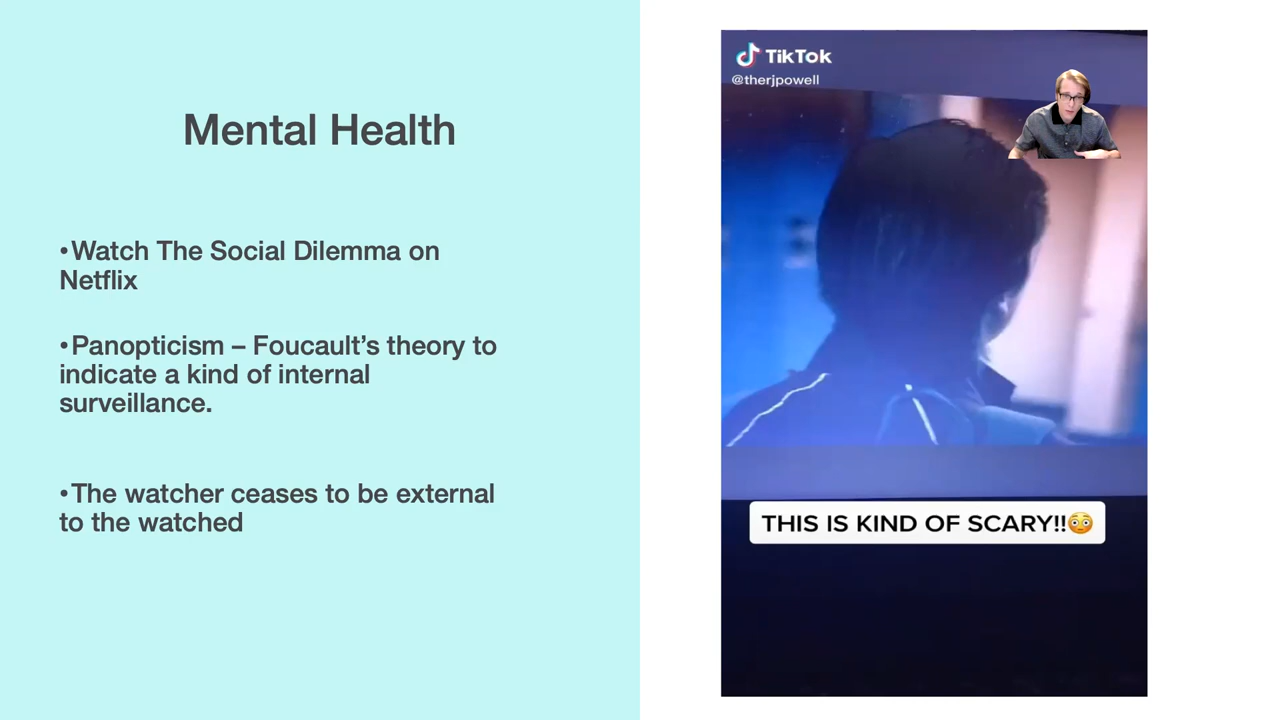 Mental Health
•Watch The Social Dilemma on
Netflix
•Panopticism – Foucault’s theory to
indicate a kind of internal
surveillance.
•The watcher ceases to be external
to the watched
TikTok
@therjpowell
THIS IS KIND OF SCARY!!😳